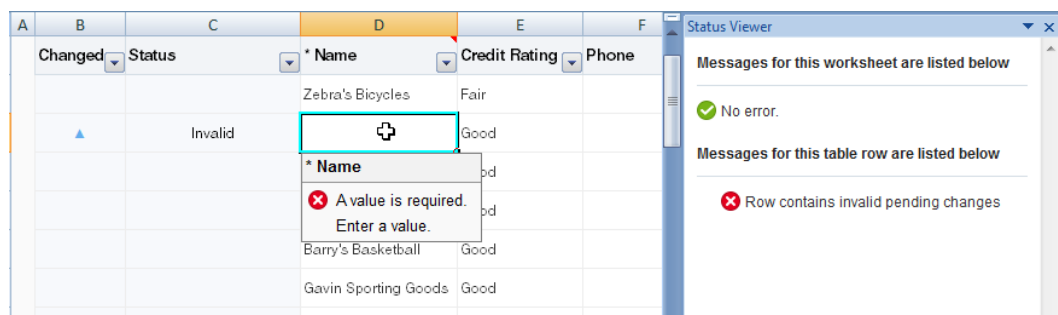 A B C D E F
Changed Status * Name Credit Rating Phone
Zebra's Bicycles Fair
Invalid Good
* Name
A value is required.
Enter a value.
Barry's Basketball Good
Gavin Sporting Goods Good
Status Viewer
Messages for this worksheet are listed below
No error.
Messages for this table row are listed below
Row contains invalid pending changes